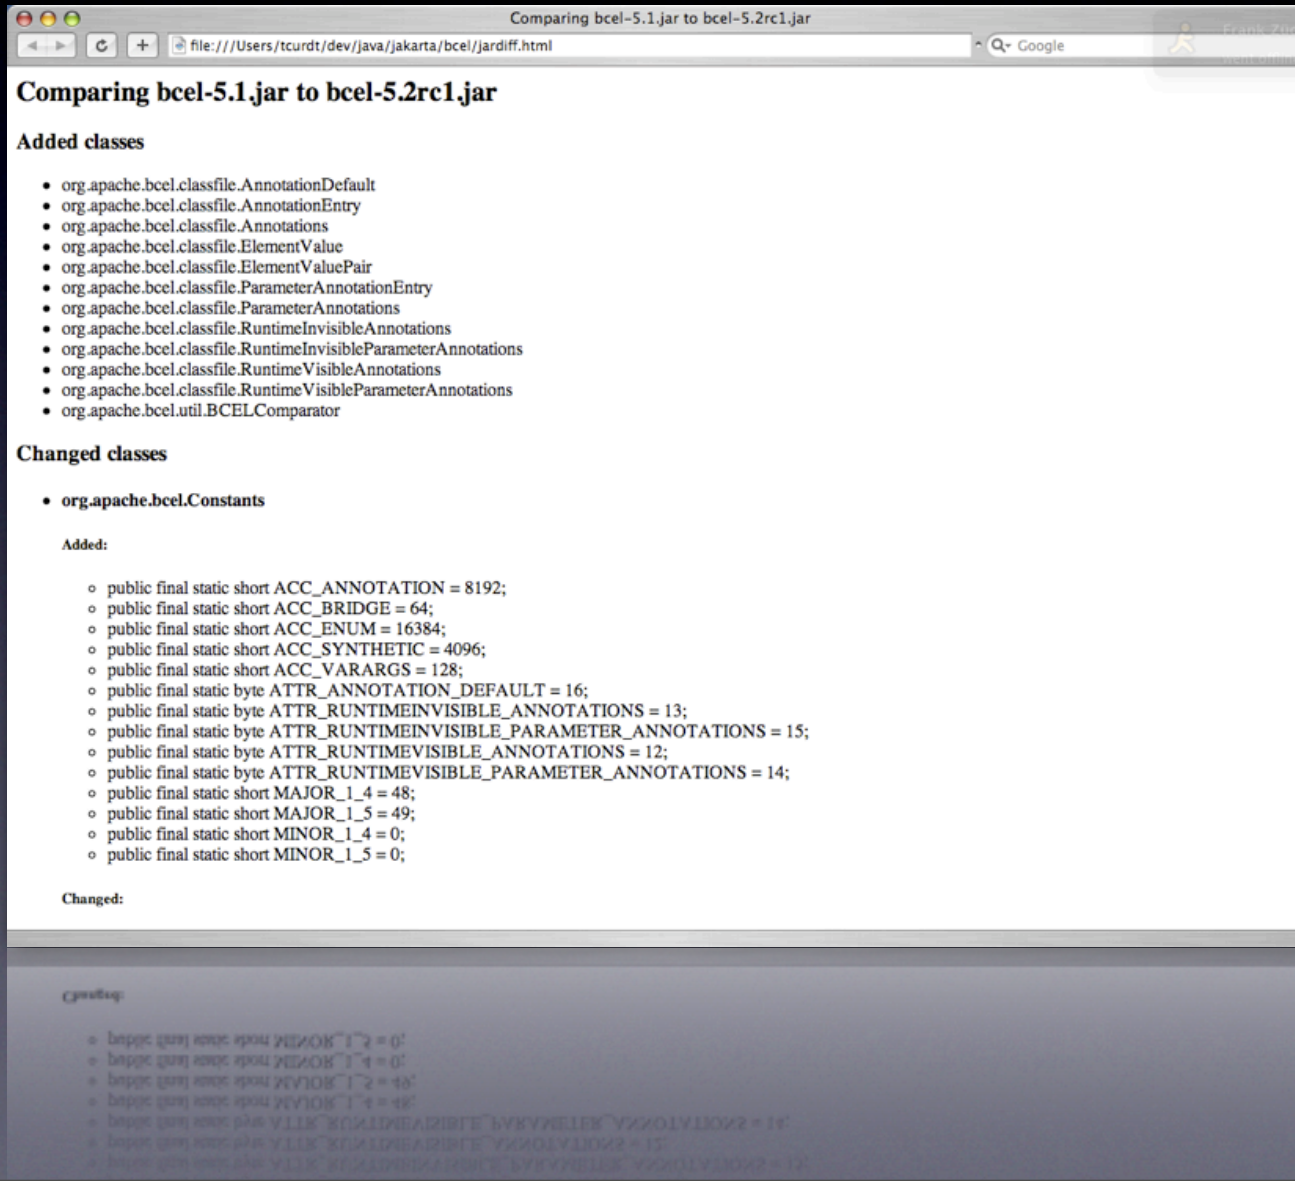 Comparing bcel-5.1.jar to bcel-5.2rc1.jar
file:///Users/tcurdt/dev/java/jakarta/bcel/jardiff.html
Google
Frank
went offline
Comparing bcel-5.1.jar to bcel-5.2rc1.jar
Added classes
org.apache.bcel.classfile.AnnotationDefault
org.apache.bcel.classfile.AnnotationEntry
org.apache.bcel.classfile.Annotations
org.apache.bcel.classfile.ElementValue
org.apache.bcel.classfile.ElementValuePair
org.apache.bcel.classfile.ParameterAnnotationEntry
org.apache.bcel.classfile.ParameterAnnotations
org.apache.bcel.classfile.RuntimeInvisibleAnnotations
org.apache.bcel.classfile.RuntimeInvisibleParameterAnnotations
org.apache.bcel.classfile.RuntimeVisibleAnnotations
org.apache.bcel.classfile.RuntimeVisibleParameterAnnotations
org.apache.bcel.util.BCELComparator
Changed classes
org.apache.bcel.Constants
Added:
public final static short ACC_ANNOTATION = 8192;
public final static short ACC_BRIDGE = 64;
public final static short ACC_ENUM = 16384;
public final static short ACC_SYNTHETIC = 4096;
public final static short ACC_VARARGS = 128;
public final static byte ATTR_ANNOTATION_DEFAULT = 16;
public final static byte ATTR_RUNTIMEINVISIBLE_ANNOTATIONS = 13;
public final static byte ATTR_RUNTIMEINVISIBLE_PARAMETER_ANNOTATIONS = 15;
public final static byte ATTR_RUNTIMEVISIBLE_ANNOTATIONS = 12;
public final static byte ATTR_RUNTIMEVISIBLE_PARAMETER_ANNOTATIONS = 14;
public final static short MAJOR_1_4 = 48;
public final static short MAJOR_1_5 = 49;
public final static short MINOR_1_4 = 0;
public final static short MINOR_1_5 = 0;
Changed: